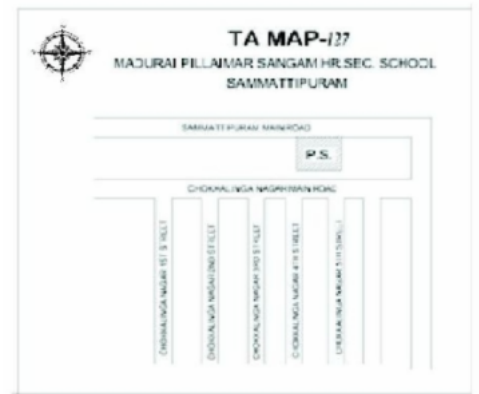 TA MAP-127
MADURAI PILLAIMAR SANGAM HR.SEC. SCHOOL
SAMMATTIPURAM
SAMMATTIPURAM MAIN ROAD
P.S.
CHOKKALINGA NAGAR MAIN ROAD
CHOKKALINGA NAGAR 1ST STREET
CHOKKALINGA NAGAR 2ND STREET
CHOKKALINGA NAGAR 3RD STREET
CHOKKALINGA NAGAR 4TH STREET
CHOKKALINGA NAGAR 5TH STREET